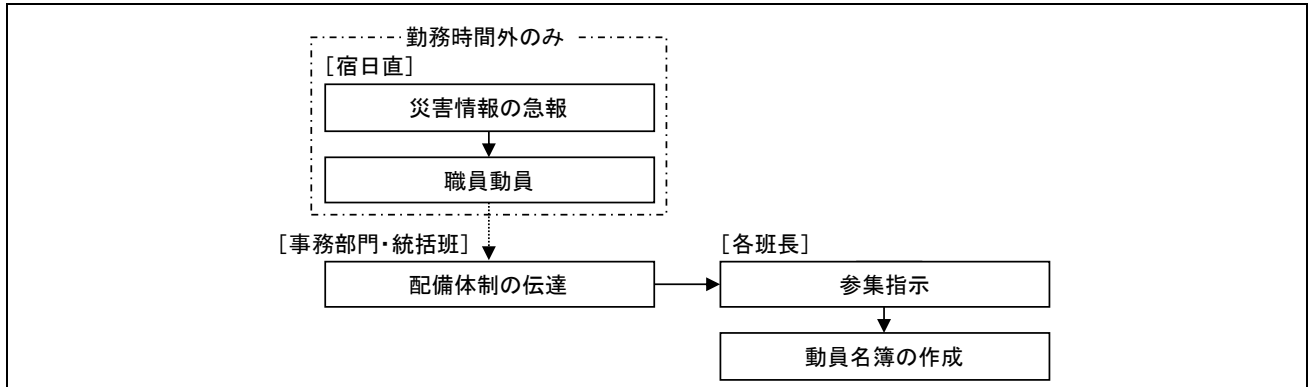 勤務時間外のみ
［宿日直］
災害情報の急報
職員動員
［事務部門・統括班］
［各班長］
配備体制の伝達
参集指示
動員名簿の作成